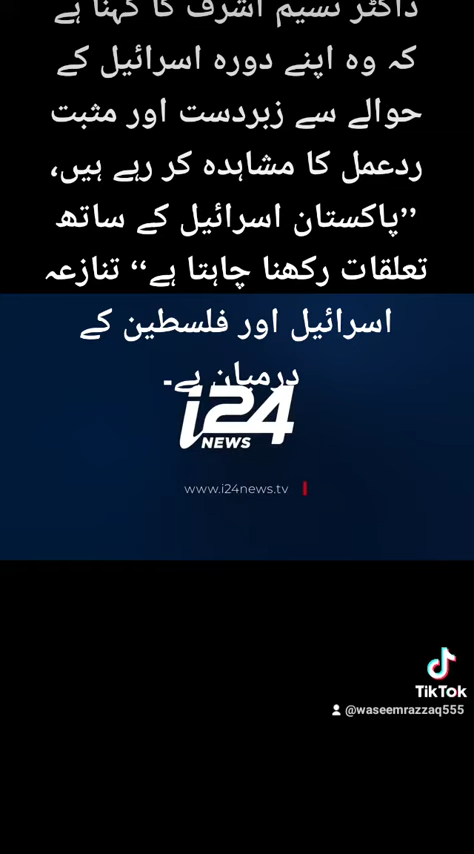 ڈاکٹر نسیم اشرف کا کہنا ہے
کہ وہ اپنے دورہ اسرائیل کے
حوالے سے زبردست اور مثبت
ردعمل کا مشاہدہ کر رہے ہیں،
”پاکستان اسرائیل کے ساتھ
تعلقات رکھنا چاہتا ہے“ تنازعہ
اسرائیل اور فلسطین کے
درمیان ہے۔
i24
NEWS
www.i24news.tv
TikTok
@waseemrazzaq555